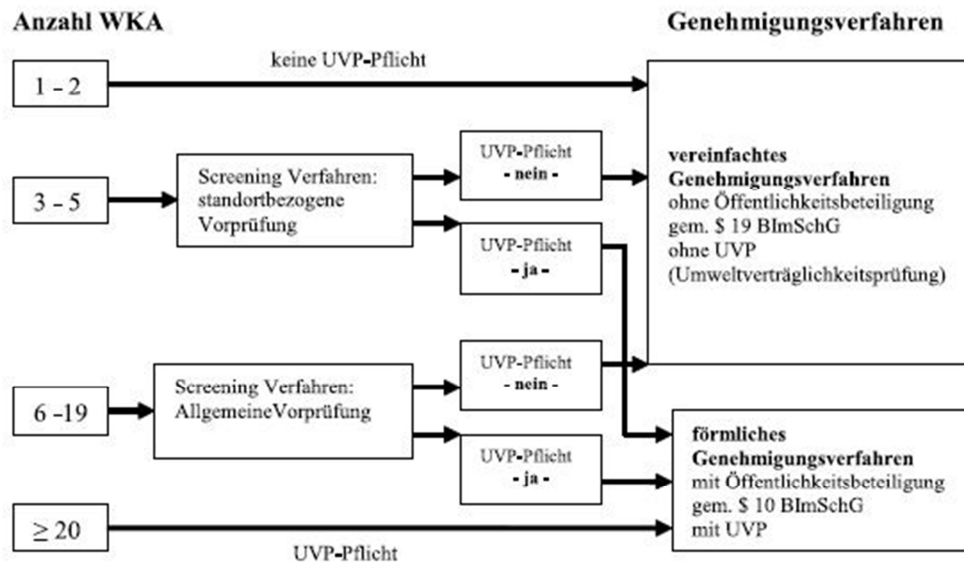 Anzahl WKA
Genehmigungsverfahren
keine UVP-Pflicht
1 - 2
3 - 5
Screening Verfahren:
standortbezogene
Vorprüfung
UVP-Pflicht
- nein -
UVP-Pflicht
- ja -
vereinfachtes
Genehmigungsverfahren
ohne Öffentlichkeitsbeteiligung
gem. $ 19 BImSchG
ohne UVP
(Umweltverträglichkeitsprüfung)
6 -19
Screening Verfahren:
AllgemeineVorprüfung
UVP-Pflicht
- nein -
UVP-Pflicht
- ja -
förmliches
Genehmigungsverfahren
mit Öffentlichkeitsbeteiligung
gem. $ 10 BImSchG
mit UVP
≥ 20
UVP-Pflicht